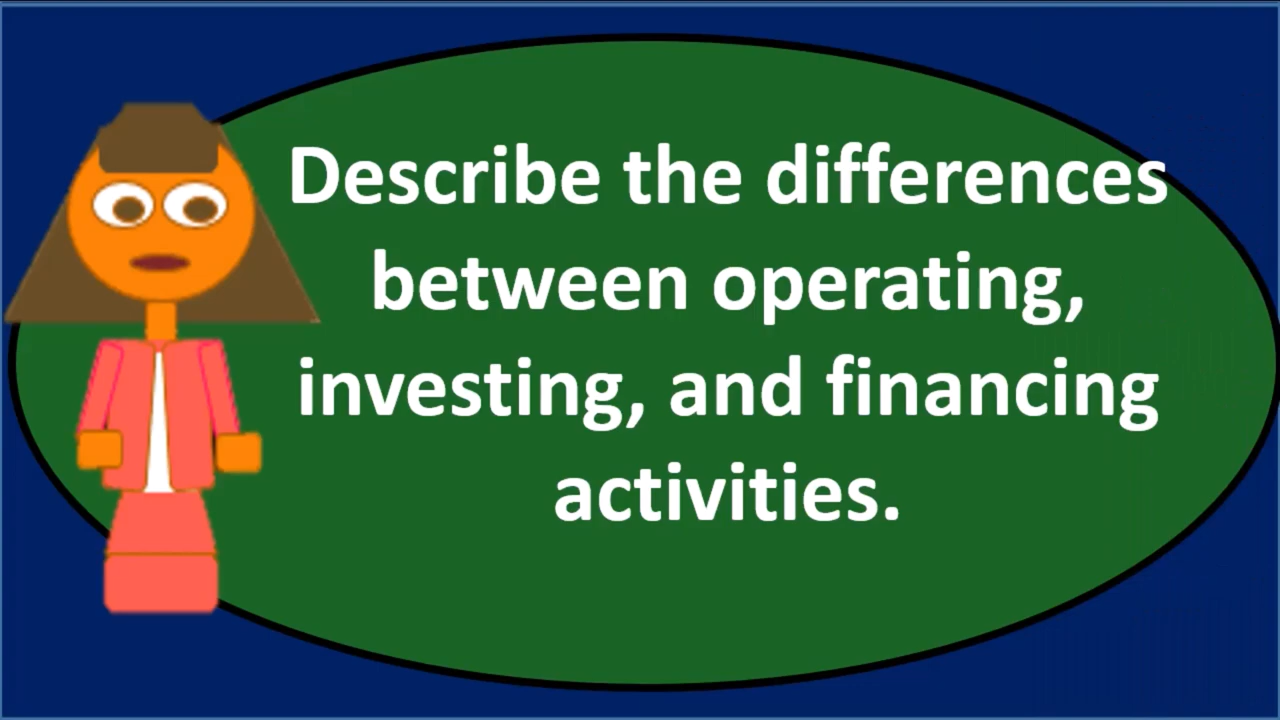 Describe the differences
between operating,
investing, and financing
activities.